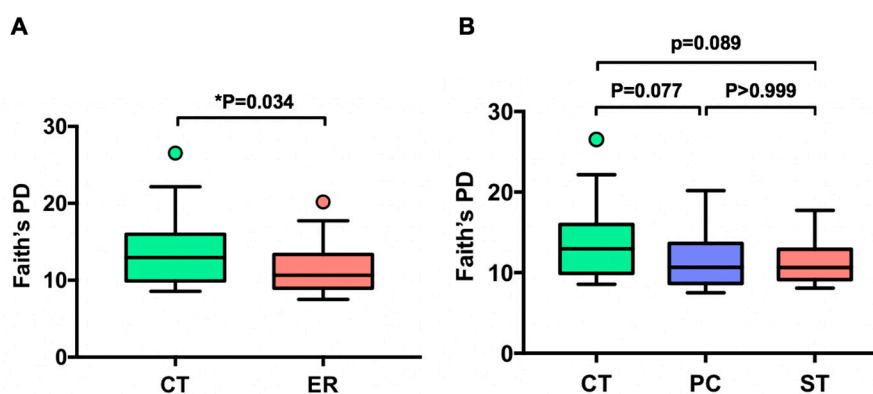 A
*P=0.034
Faith's PD
30
20
10
0
CT ER
B
p=0.089
P=0.077 P>0.999
Faith's PD
30
20
10
0
CT PC ST